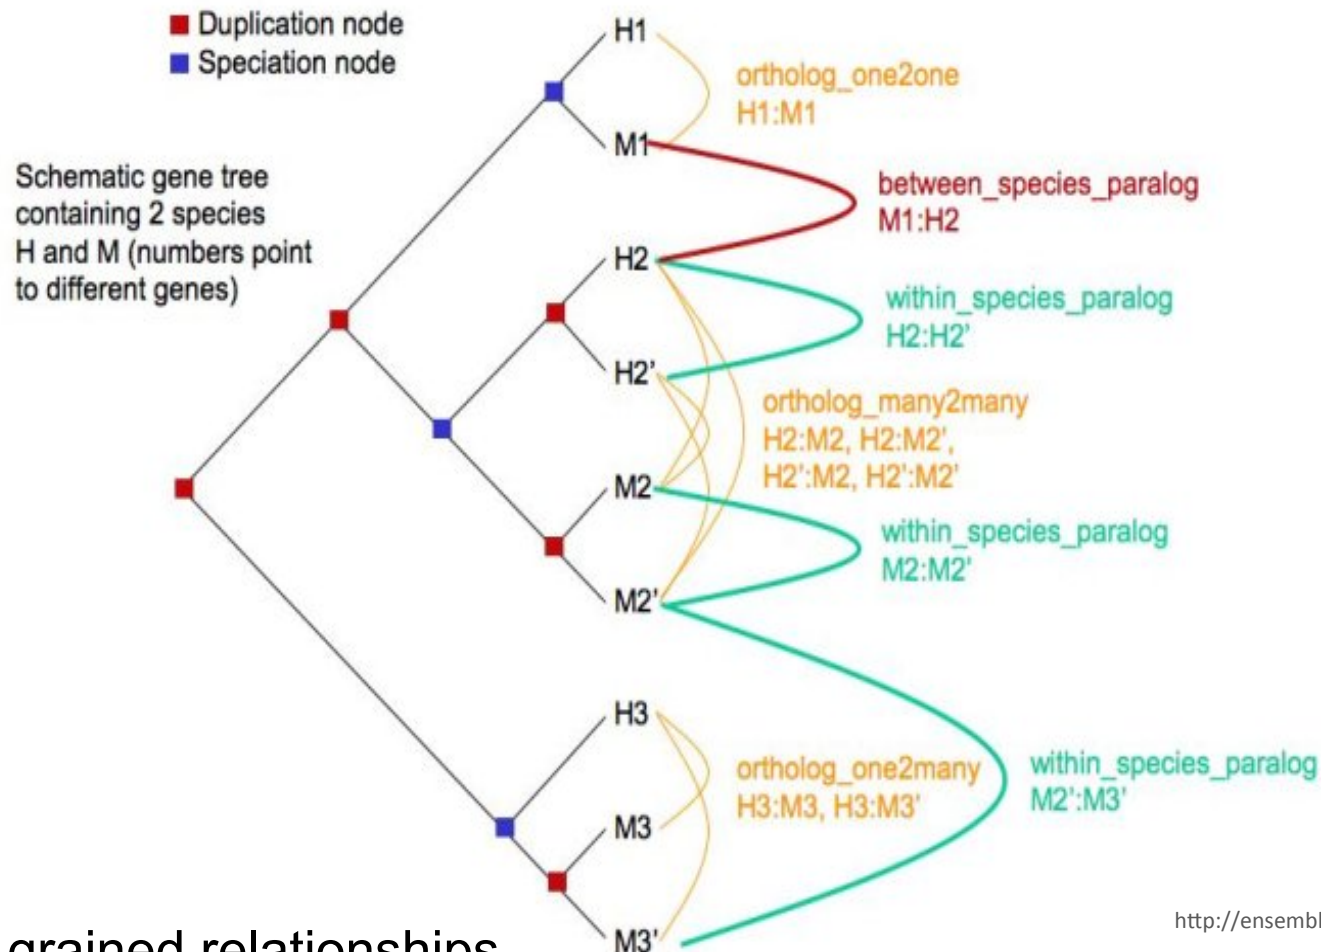 Duplication node
Speciation node
Schematic gene tree
containing 2 species
H and M (numbers point
to different genes)
H1
ortholog_one2one
H1:M1
M1
between_species_paralog
M1:H2
H2
within_species_paralog
H2:H2'
H2'
ortholog_many2many
H2:M2, H2:M2',
H2':M2, H2':M2'
M2
within_species_paralog
M2:M2'
M2'
H3
ortholog_one2many
H3:M3, H3:M3'
within_species_paralog
M2':M3'
M3
M3'
http://ensembl
grained relationships